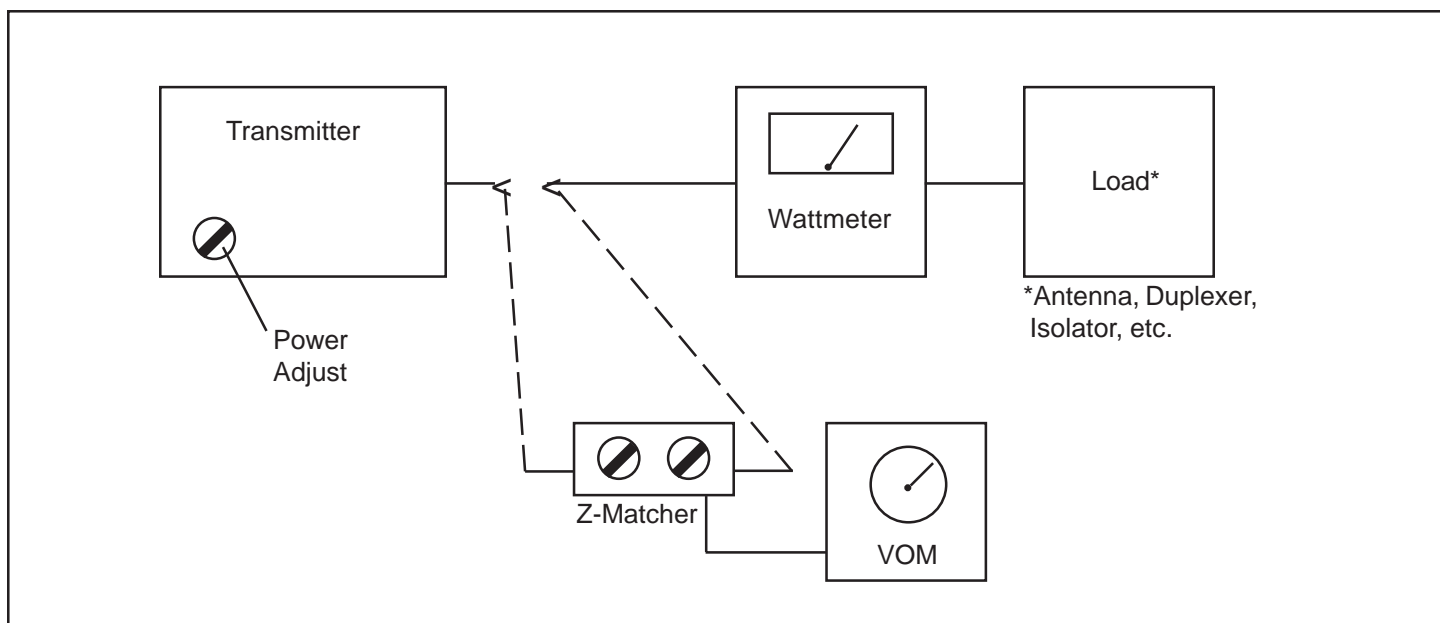 Transmitter
Power
Adjust
Wattmeter
Load*
*Antenna, Duplexer,
Isolator, etc.
Z-Matcher
VOM